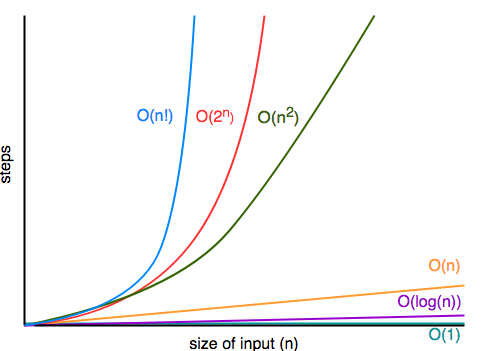 O(n!)
O(2ⁿ)
O(n²)
steps
O(n)
O(log(n))
O(1)
size of input (n)